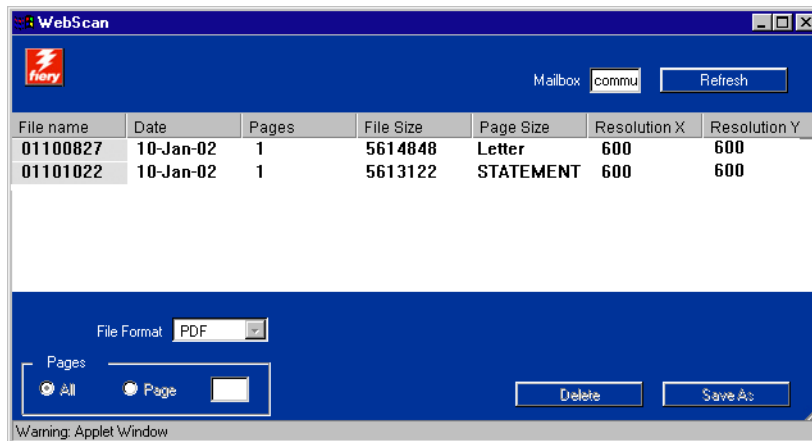 WebScan
fiery
Mailbox commu Refresh
File name Date Pages File Size Page Size Resolution X Resolution Y
01100827 10-Jan-02 1 5614848 Letter 600 600
01101022 10-Jan-02 1 5613122 STATEMENT 600 600
File Format PDF
Pages
All Page
Delete Save As
Warning: Applet Window